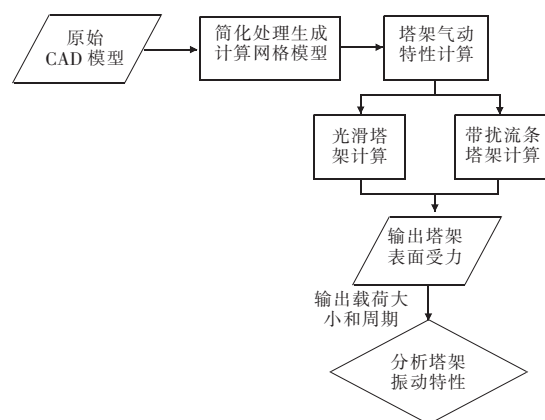 原始
CAD 模型
简化处理生成
计算网格模型
塔架气动
特性计算
光滑塔
架计算
带扰流条
塔架计算
输出塔架
表面受力
输出载荷大
小和周期
分析塔架
振动特性